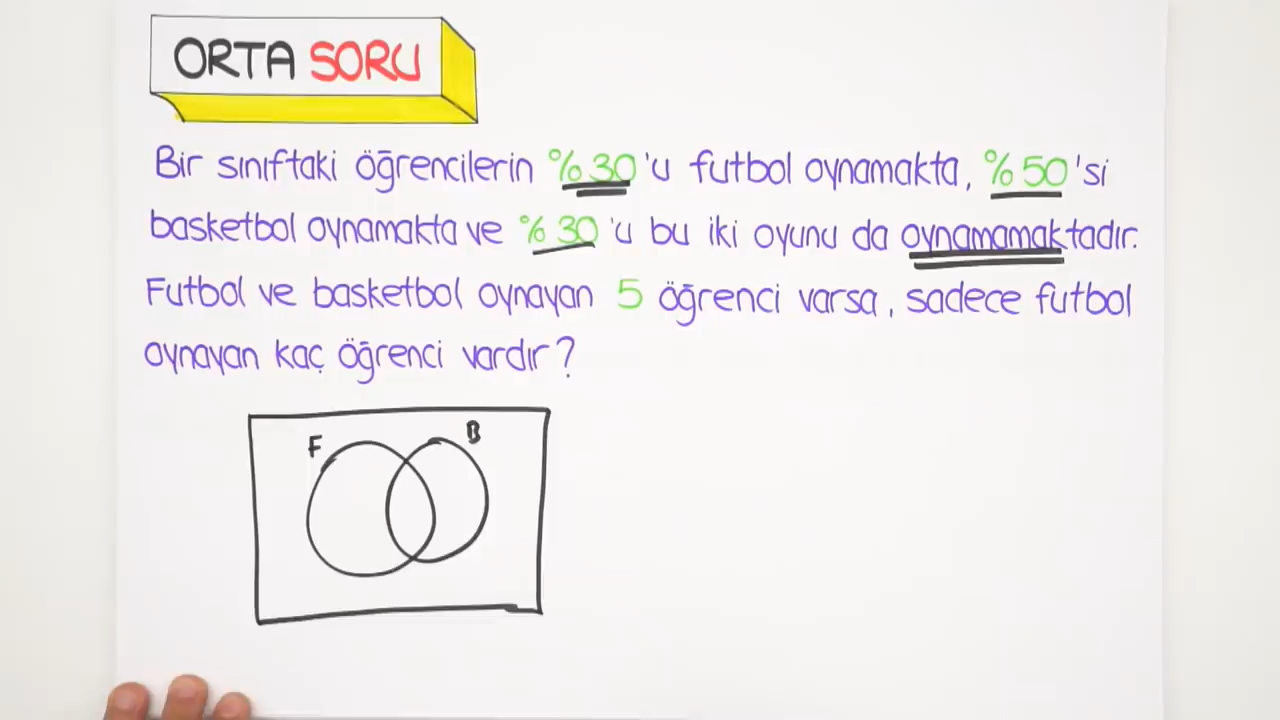 ORTA SORU
Bir sınıftaki öğrencilerin %30'u futbol oynamakta, %50'si
basketbol oynamakta ve %30'u bu iki oyunu da oynamamaktadır.
Futbol ve basketbol oynayan 5 öğrenci varsa, sadece futbol
oynayan kaç öğrenci vardır?
F B